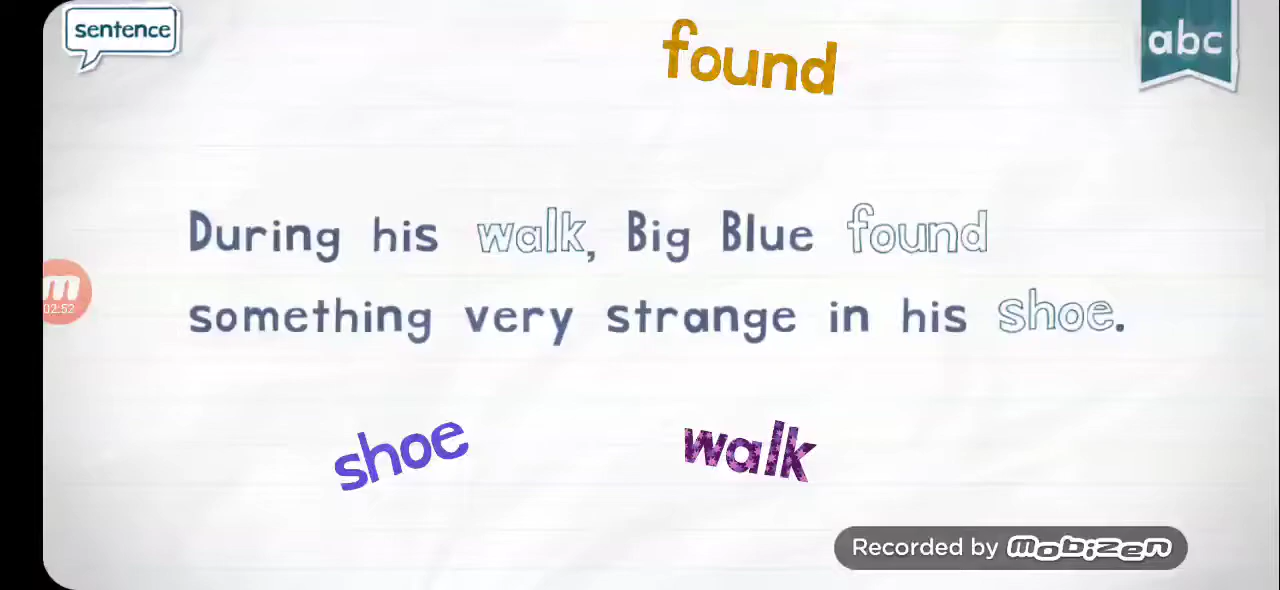 sentence
found
abc
During his walk, Big Blue found
something very strange in his shoe.
02:52
shoe
walk
Recorded by mobizen